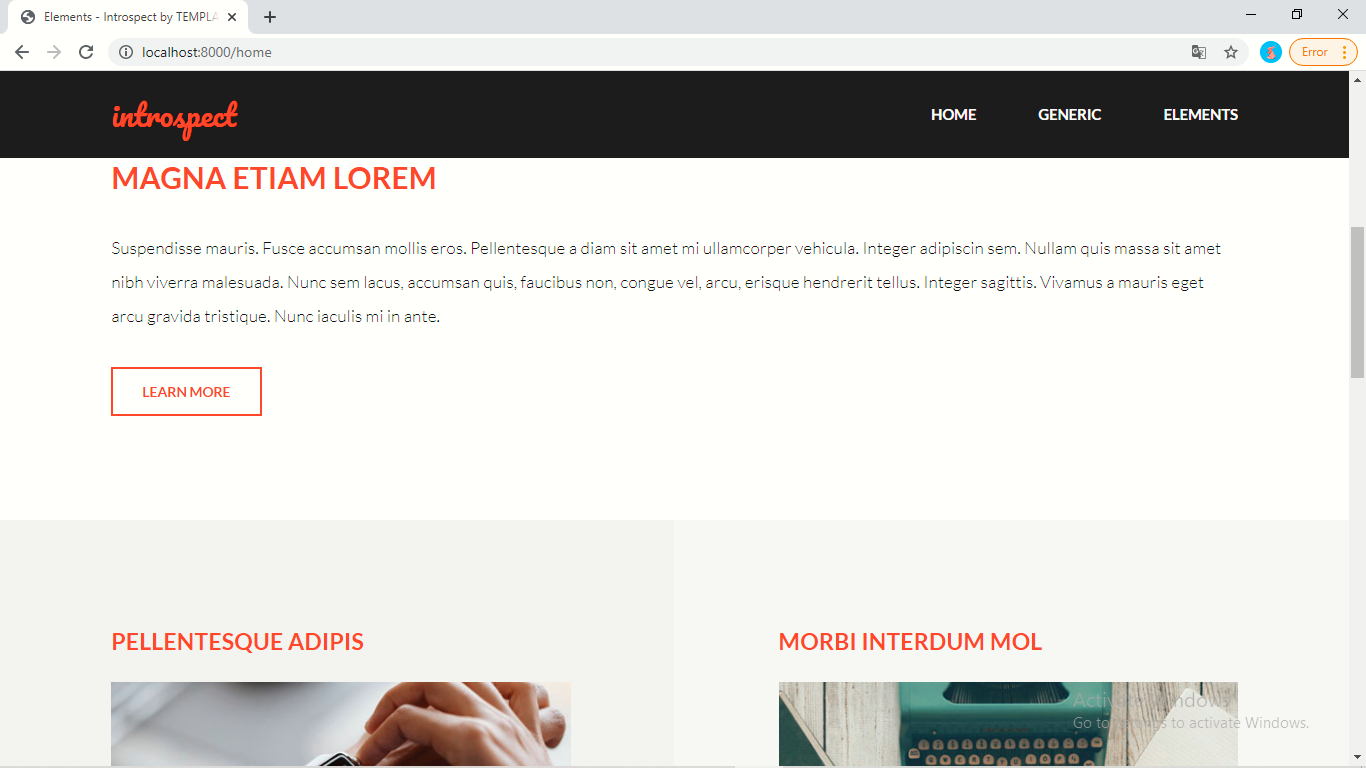 Elements - Introspect by TEMPLA
localhost:8000/home
Error
introspect
HOME GENERIC ELEMENTS
MAGNA ETIAM LOREM
Suspendisse mauris. Fusce accumsan mollis eros. Pellentesque a diam sit amet mi ullamcorper vehicula. Integer adipiscin sem. Nullam quis massa sit amet
nibh viverra malesuada. Nunc sem lacus, accumsan quis, faucibus non, congue vel, arcu, erisque hendrerit tellus. Integer sagittis. Vivamus a mauris eget
arcu gravida tristique. Nunc iaculis mi in ante.
LEARN MORE
PELLENTESQUE ADIPIS
MORBI INTERDUM MOL
Activate Windows
Go to Settings to activate Windows.